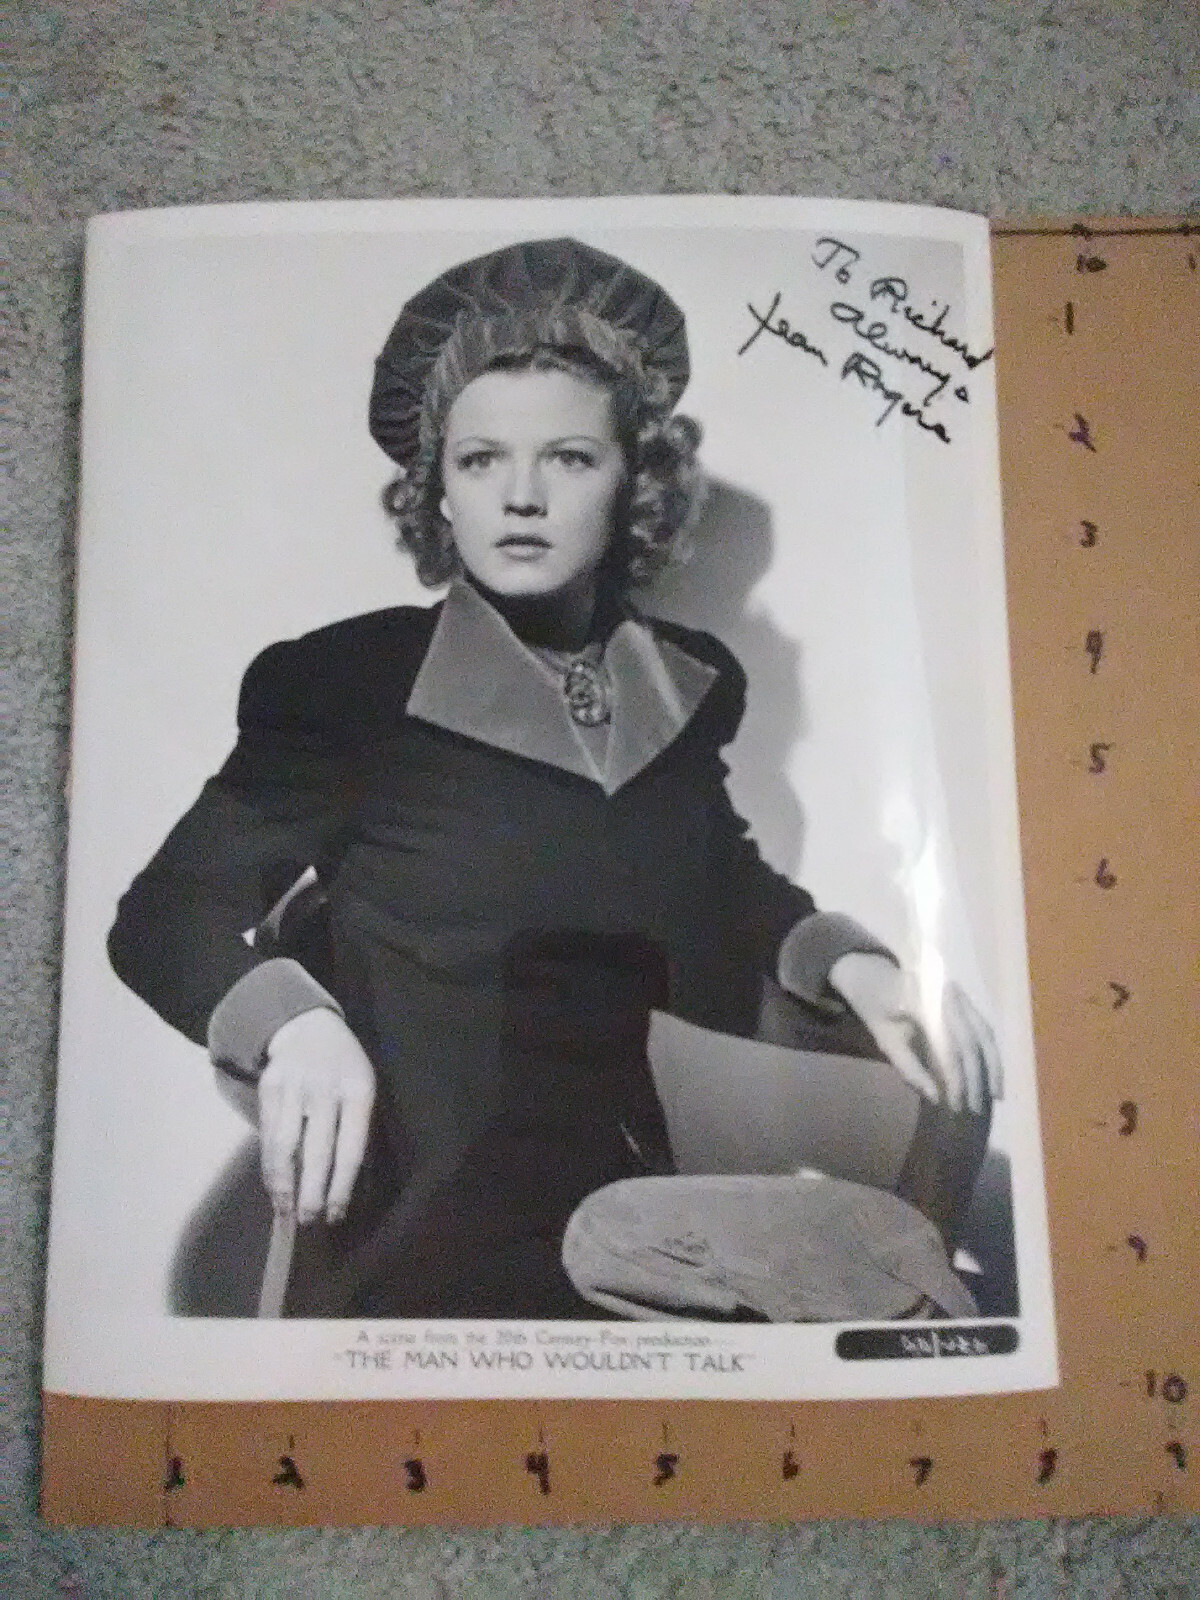 To Richard
Always
Jean Rogers
A scene from the 20th Century-Fox production
"THE MAN WHO WOULDN'T TALK"
10
1
2
3
4
5
6
7
8
9
10
1 2 3 4 5 6 7 8 9